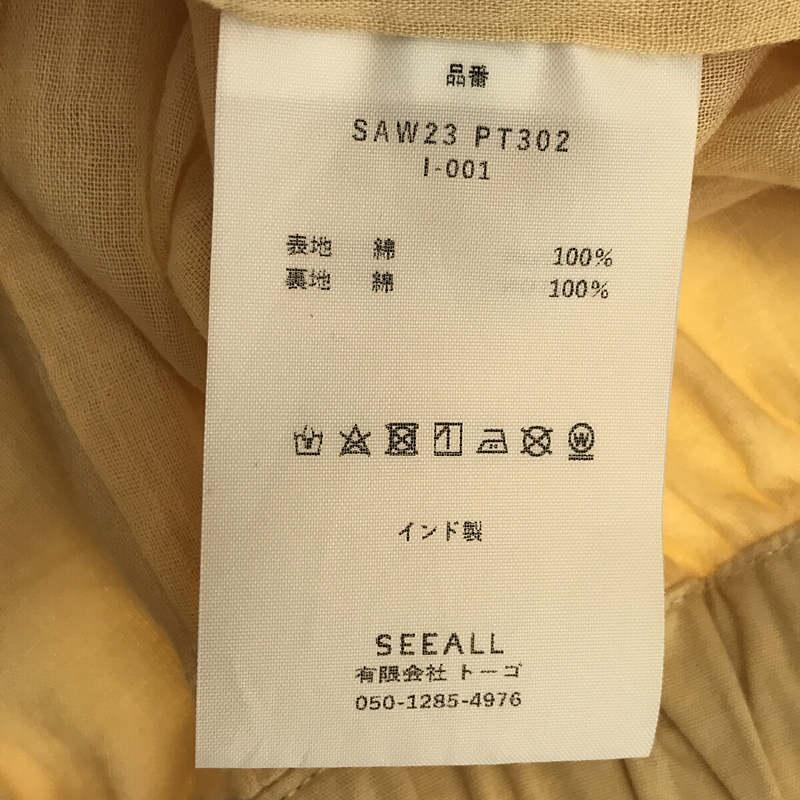 品番
SAW23 PT302
I-001
表地 綿 100%
裏地 綿 100%
インド製
SEEALL
有限会社 トーゴ
050-1285-4976